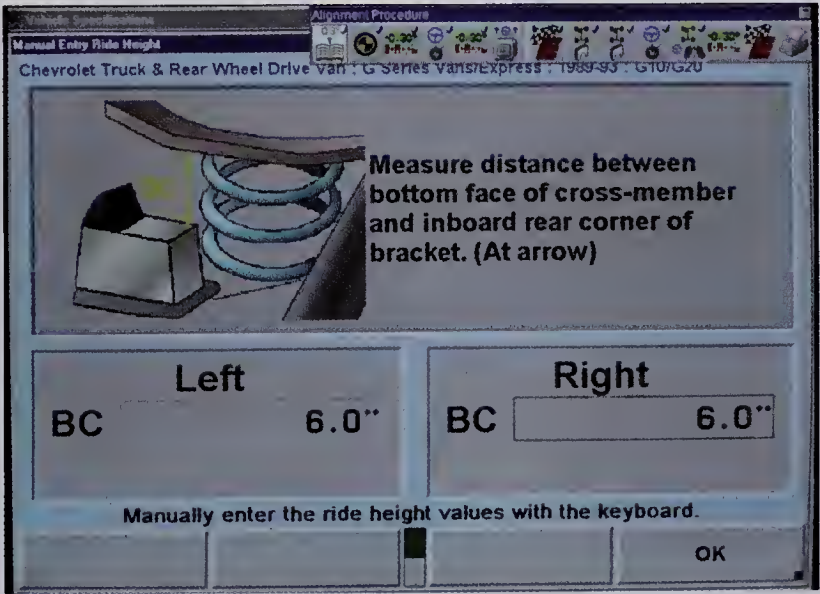 Vehicle Specifications
Alignment Procedure
Manual Entry Ride Height
Chevrolet Truck & Rear Wheel Drive Van : G Series Vans/Express : 1989-93 : G10/G20
BC
Measure distance between
bottom face of cross-member
and inboard rear corner of
bracket. (At arrow)
Left
BC 6.0"
Right
BC 6.0"
Manually enter the ride height values with the keyboard.
OK